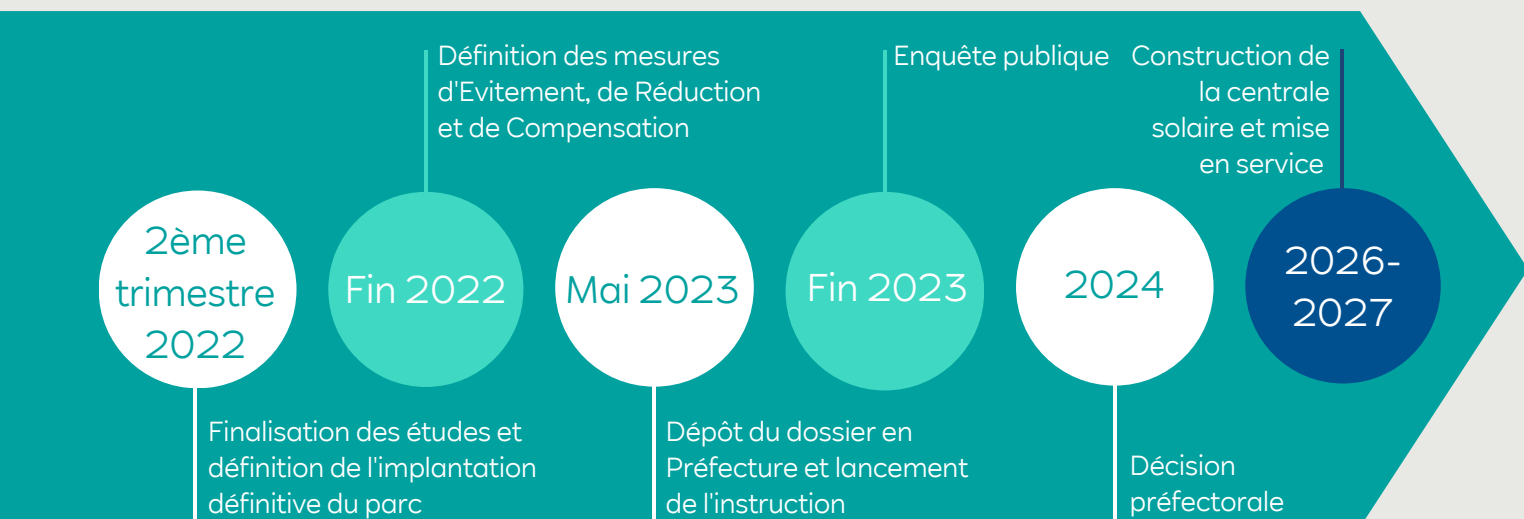 2ème
trimestre
2022
Finalisation des études et
définition de l'implantation
définitive du parc
Fin 2022
Définition des mesures
d'Evitement, de Réduction
et de Compensation
Mai 2023
Dépôt du dossier en
Préfecture et lancement
de l'instruction
Fin 2023
Enquête publique
2024
Décision
préfectorale
2026-
2027
Construction de
la centrale
solaire et mise
en service